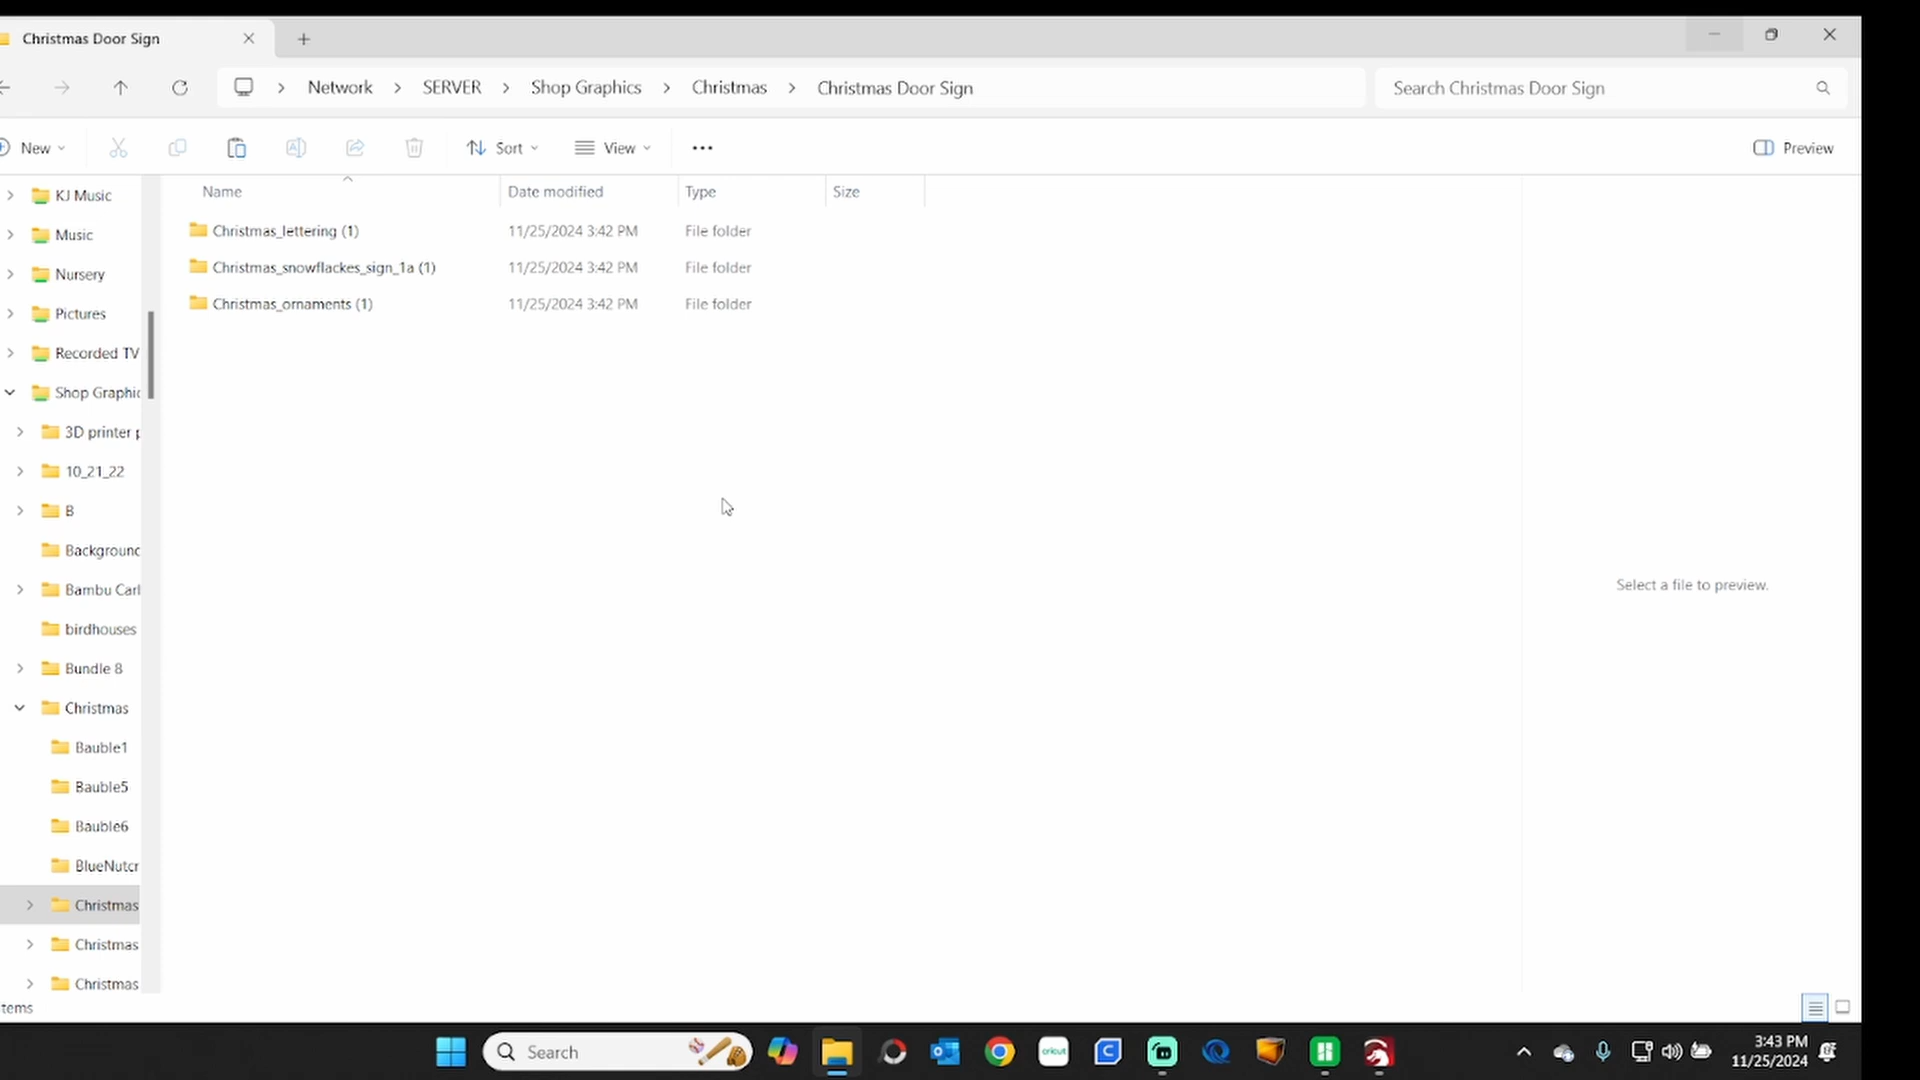 Christmas Door Sign
Network SERVER Shop Graphics Christmas Christmas Door Sign
Search Christmas Door Sign
New
Sort
View
Preview
Name Date modified Type Size
Christmas_lettering (1) 11/25/2024 3:42 PM File folder
Christmas_snowflackes_sign_1a (1) 11/25/2024 3:42 PM File folder
Christmas_ornaments (1) 11/25/2024 3:42 PM File folder
KJ Music
Music
Nursery
Pictures
Recorded TV
Shop Graphic
3D printer p
10_21_22
B
Background
Bambu Carl
birdhouses
Bundle 8
Christmas
Bauble1
Bauble5
Bauble6
BlueNutcr
Christmas
Christmas
Christmas
Select a file to preview.
tems
Search
cricut
3:43 PM
11/25/2024